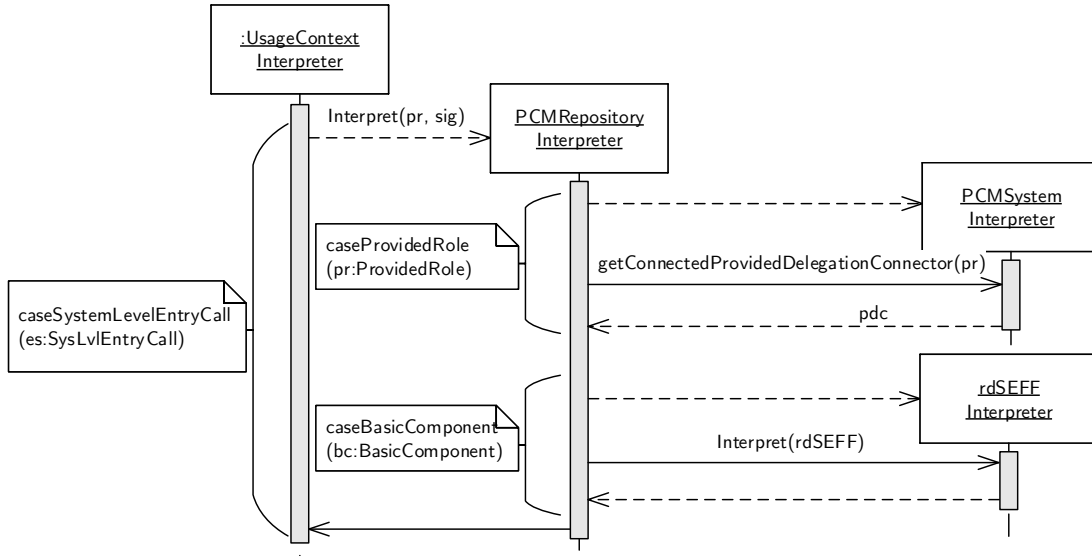 :UsageContext
Interpreter
Interpret(pr, sig)
PCMRepository
Interpreter
PCMSystem
Interpreter
caseProvidedRole
(pr:ProvidedRole)
getConnectedProvidedDelegationConnector(pr)
caseSystemLevelEntryCall
(es:SysLvlEntryCall)
pdc
rdSEFF
Interpreter
caseBasicComponent
(bc:BasicComponent)
Interpret(rdSEFF)